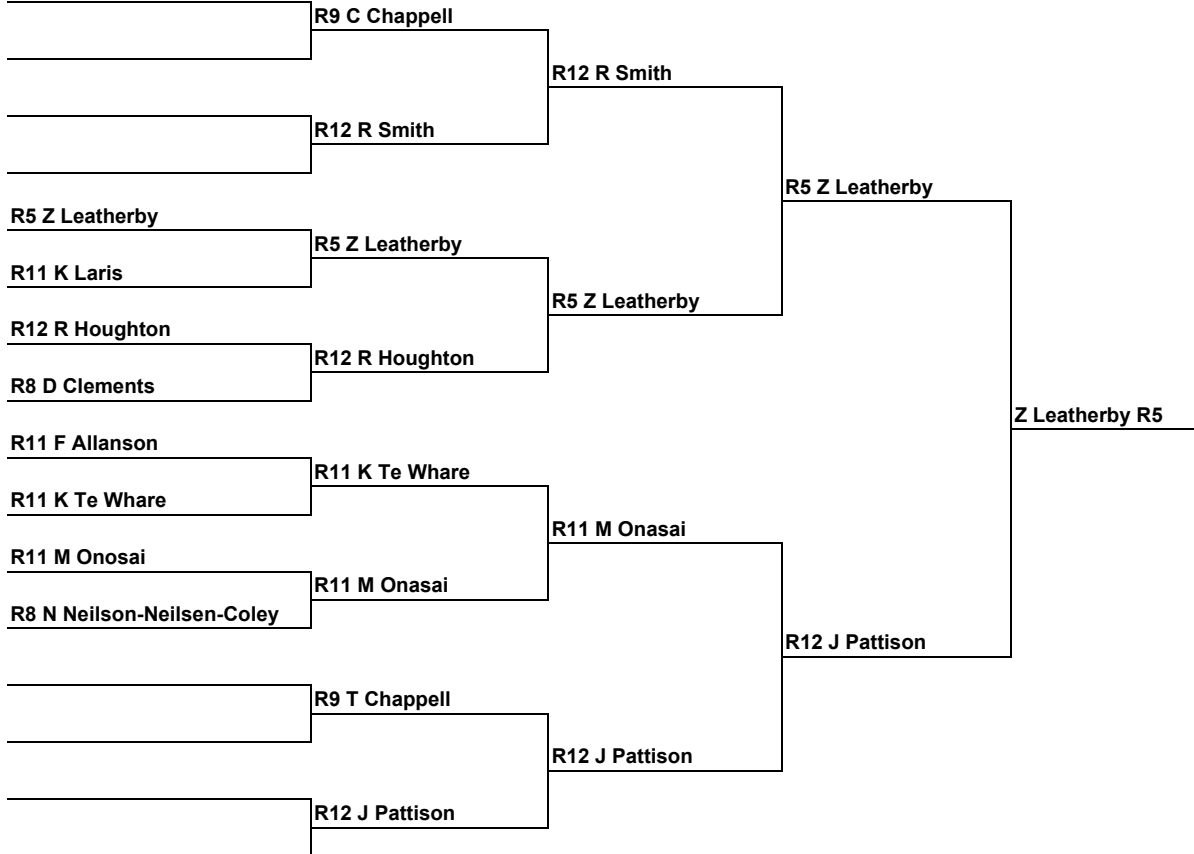 R9 C Chappell
R12 R Smith
R12 R Smith
R5 Z Leatherby
R5 Z Leatherby
R5 Z Leatherby
R11 K Laris
R5 Z Leatherby
R12 R Houghton
R12 R Houghton
R8 D Clements
Z Leatherby R5
R11 F Allanson
R11 K Te Whare
R11 K Te Whare
R11 M Onasai
R11 M Onosai
R11 M Onasai
R8 N Neilson-Neilsen-Coley
R12 J Pattison
R9 T Chappell
R12 J Pattison
R12 J Pattison